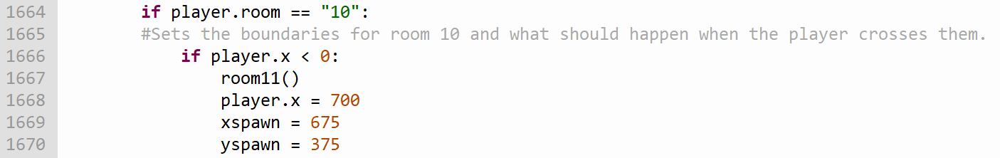 1664 if player.room == "10":
1665 #Sets the boundaries for room 10 and what should happen when the player crosses them.
1666 if player.x < 0:
1667 room11()
1668 player.x = 700
1669 xspawn = 675
1670 yspawn = 375